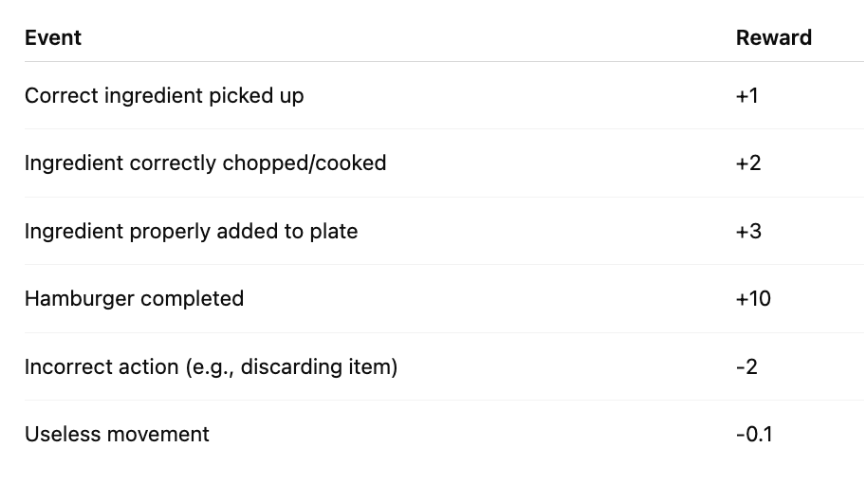 Event Reward
Correct ingredient picked up +1
Ingredient correctly chopped/cooked +2
Ingredient properly added to plate +3
Hamburger completed +10
Incorrect action (e.g., discarding item) -2
Useless movement -0.1